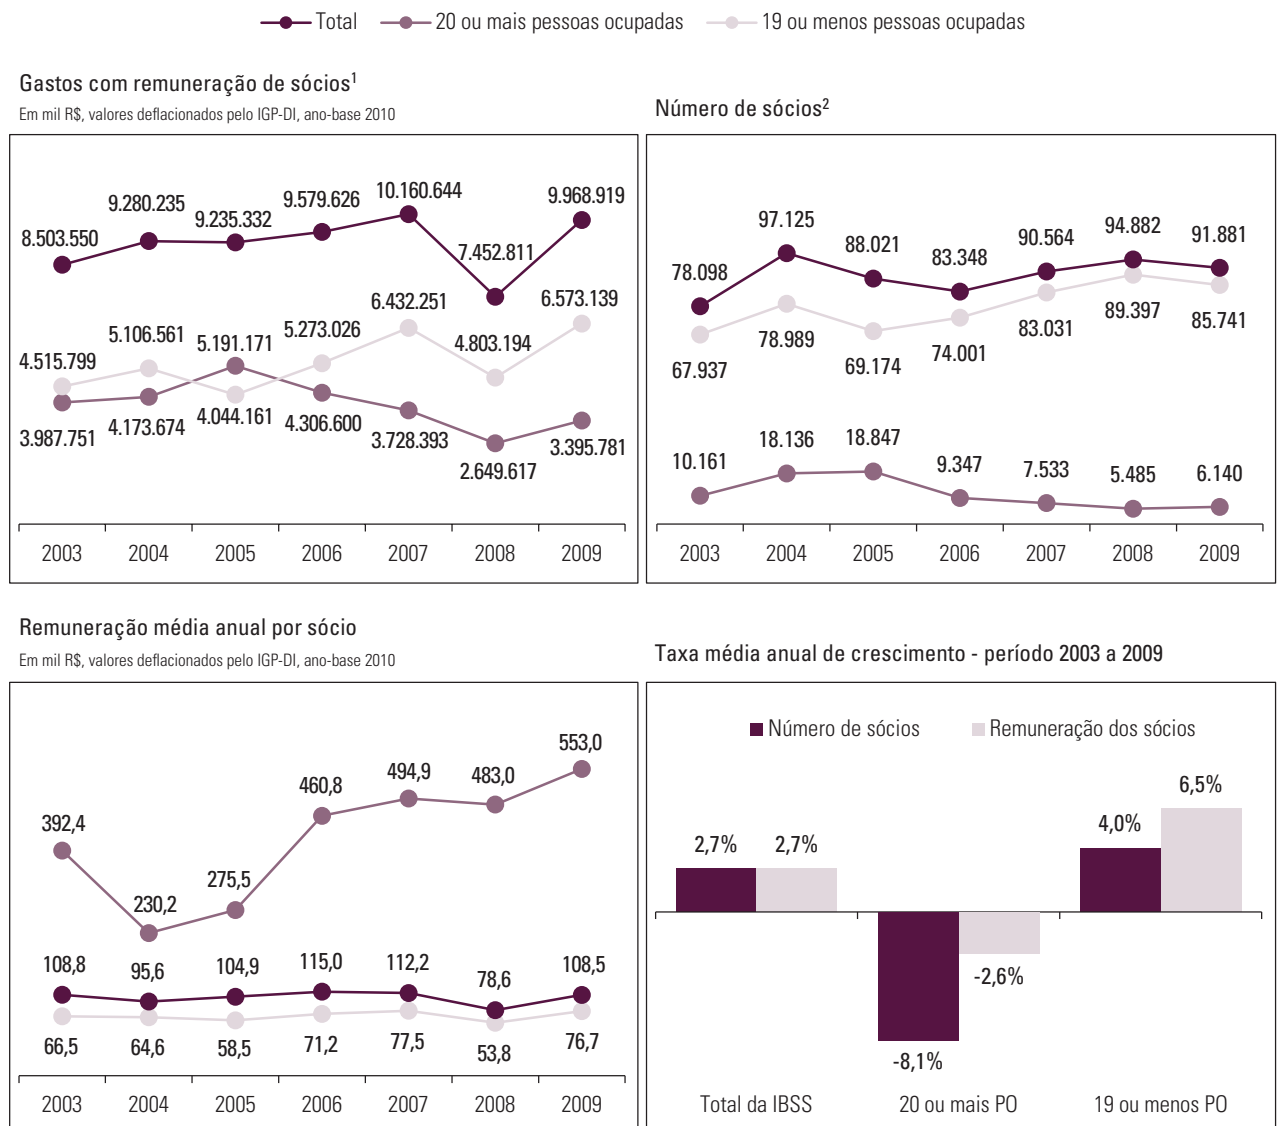 Total 20 ou mais pessoas ocupadas 19 ou menos pessoas ocupadas
Gastos com remuneração de sócios¹
Em mil R$, valores deflacionados pelo IGP-DI, ano-base 2010
8.503.550 9.280.235 9.235.332 9.579.626 10.160.644 7.452.811 9.968.919
4.515.799 5.106.561 5.191.171 5.273.026 6.432.251 4.803.194 6.573.139
3.987.751 4.173.674 4.044.161 4.306.600 3.728.393 2.649.617 3.395.781
2003 2004 2005 2006 2007 2008 2009
Número de sócios²
78.098 97.125 88.021 83.348 90.564 94.882 91.881
67.937 78.989 69.174 74.001 83.031 89.397 85.741
10.161 18.136 18.847 9.347 7.533 5.485 6.140
2003 2004 2005 2006 2007 2008 2009
Remuneração média anual por sócio
Em mil R$, valores deflacionados pelo IGP-DI, ano-base 2010
392,4 230,2 275,5 460,8 494,9 483,0 553,0
108,8 95,6 104,9 115,0 112,2 78,6 108,5
66,5 64,6 58,5 71,2 77,5 53,8 76,7
2003 2004 2005 2006 2007 2008 2009
Taxa média anual de crescimento - período 2003 a 2009
Número de sócios Remuneração dos sócios
2,7% 2,7% -8,1% -2,6% 4,0% 6,5%
Total da IBSS 20 ou mais PO 19 ou menos PO